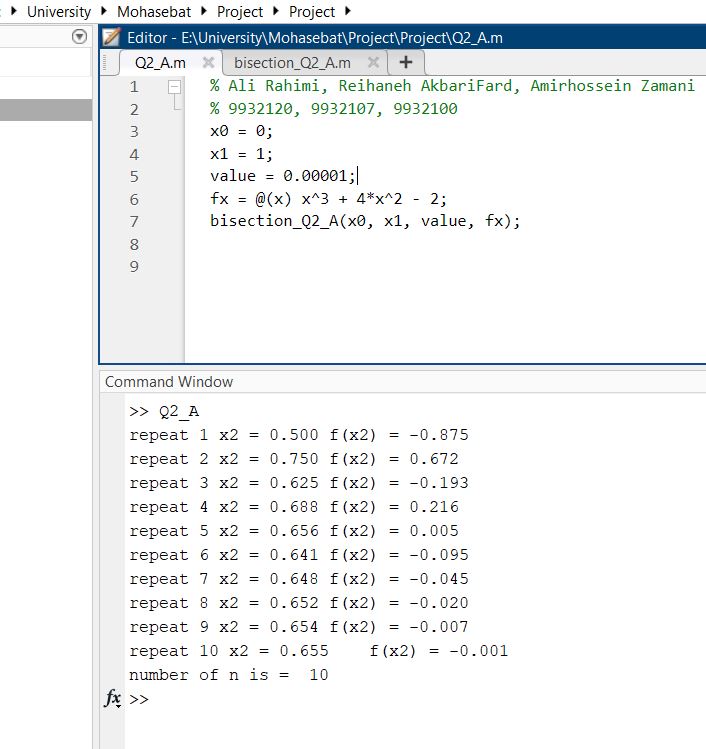 University ▸ Mohasebat ▸ Project ▸ Project ▸
Editor - E:\University\Mohasebat\Project\Project\Q2_A.m
Q2_A.m × bisection_Q2_A.m × +
1 % Ali Rahimi, Reihaneh AkbariFard, Amirhossein Zamani
2 % 9932120, 9932107, 9932100
3 x0 = 0;
4 x1 = 1;
5 value = 0.00001;
6 fx = @(x) x^3 + 4*x^2 - 2;
7 bisection_Q2_A(x0, x1, value, fx);
8
9
Command Window
>> Q2_A
repeat 1 x2 = 0.500 f(x2) = -0.875
repeat 2 x2 = 0.750 f(x2) = 0.672
repeat 3 x2 = 0.625 f(x2) = -0.193
repeat 4 x2 = 0.688 f(x2) = 0.216
repeat 5 x2 = 0.656 f(x2) = 0.005
repeat 6 x2 = 0.641 f(x2) = -0.095
repeat 7 x2 = 0.648 f(x2) = -0.045
repeat 8 x2 = 0.652 f(x2) = -0.020
repeat 9 x2 = 0.654 f(x2) = -0.007
repeat 10 x2 = 0.655    f(x2) = -0.001
number of n is =  10
fx >>